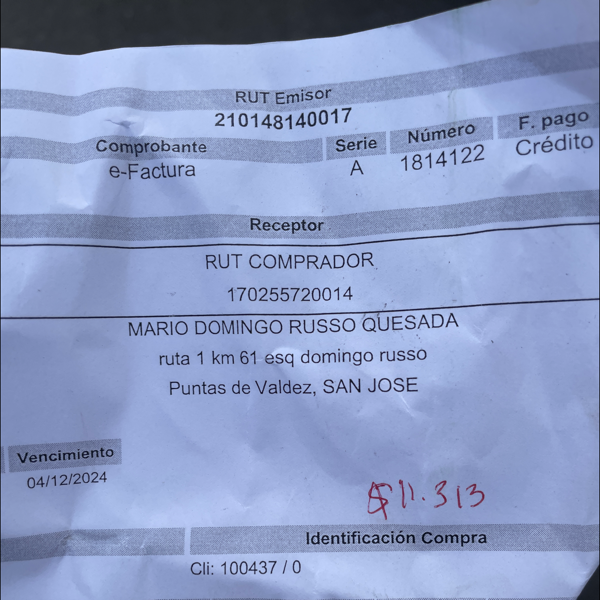 RUT Emisor
210148140017
Comprobante Serie Número F. pago
e-Factura A 1814122 Crédito
Receptor
RUT COMPRADOR
170255720014
MARIO DOMINGO RUSSO QUESADA
ruta 1 km 61 esq domingo russo
Puntas de Valdez, SAN JOSE
Vencimiento
04/12/2024
$11.313
Identificación Compra
Cli: 100437 / 0